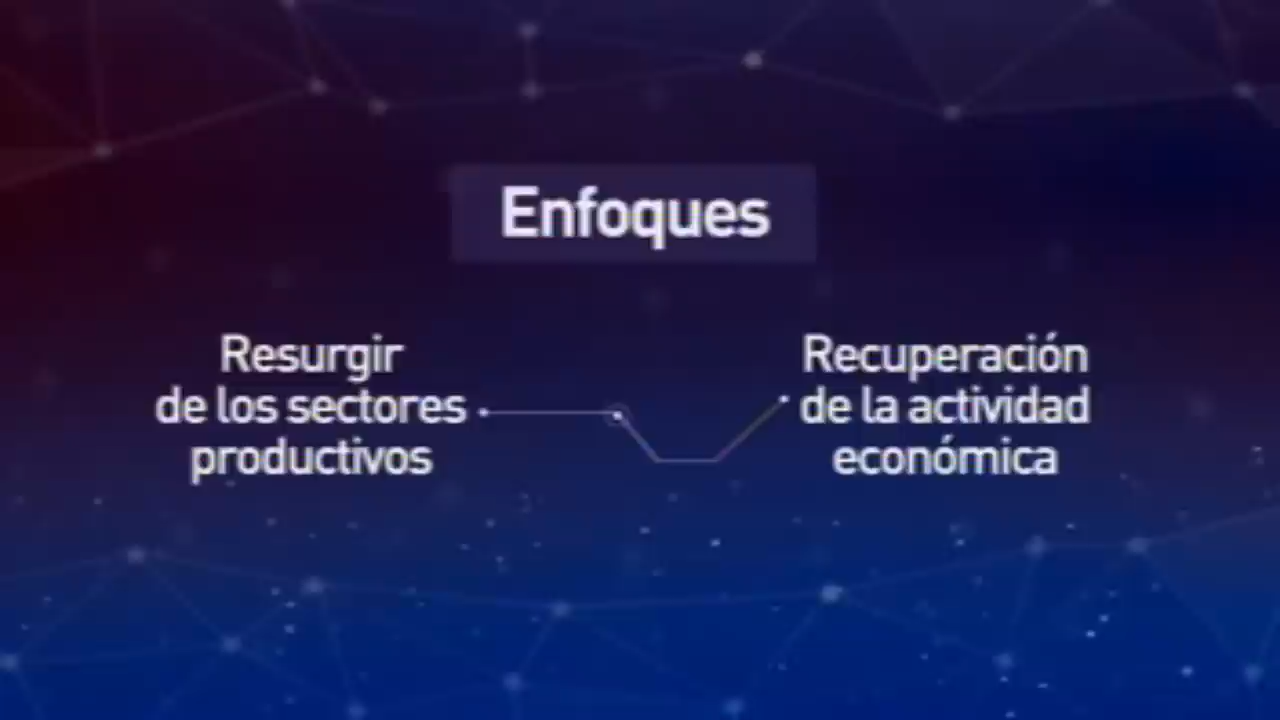 Enfoques
Resurgir
de los sectores
productivos
Recuperación
de la actividad
económica